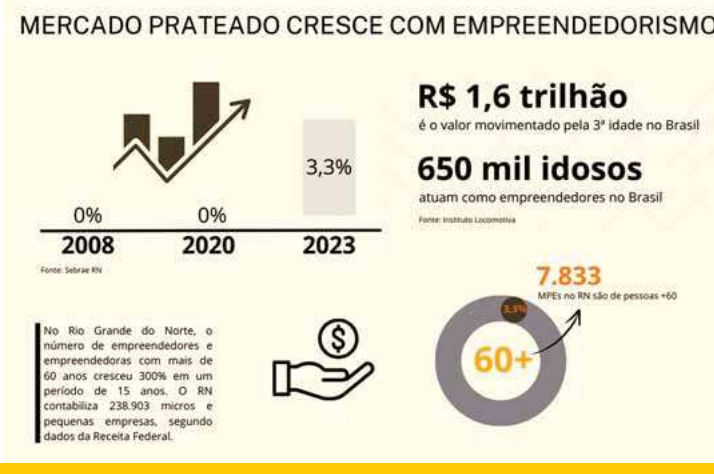 MERCADO PRATEADO CRESCE COM EMPREENDEDORISMO
3,3%
0%
0%
2008
2020
2023
Fonte: Sebrae RN
R$ 1,6 trilhão
é o valor movimentado pela 3ª idade no Brasil
650 mil idosos
atuam como empreendedores no Brasil
Fonte: Instituto Locomotiva
No Rio Grande do Norte, o
número de empreendedores e
empreendedoras com mais de
60 anos cresceu 300% em um
período de 15 anos. O RN
contabiliza 238.903 micros e
pequenas empresas, segundo
dados da Receita Federal.
$
7.833
MPEs no RN são de pessoas +60
3,3%
60+